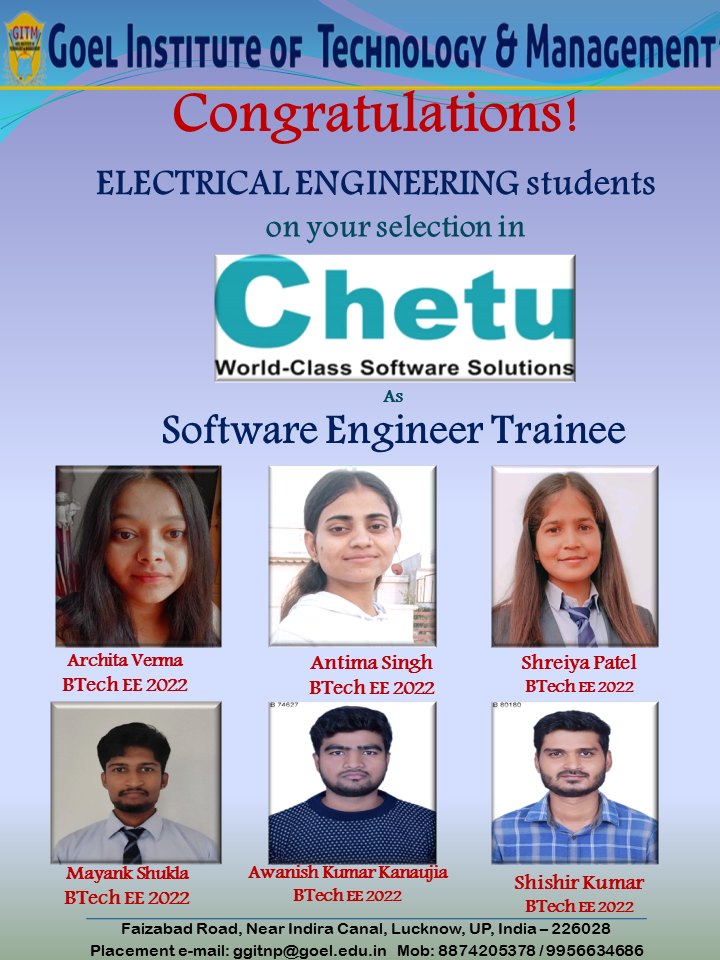 GITM
GOEL INSTITUTE OF TECHNOLOGY & MANAGEMENT
Congratulations!
ELECTRICAL ENGINEERING students
on your selection in
Chetu
World-Class Software Solutions
As
Software Engineer Trainee
Archita Verma
BTech EE 2022
Antima Singh
BTech EE 2022
Shreiya Patel
BTech EE 2022
B 74627
B 80180
Mayank Shukla
BTech EE 2022
Awanish Kumar Kanaujia
BTech EE 2022
Shishir Kumar
BTech EE 2022
Faizabad Road, Near Indira Canal, Lucknow, UP, India – 226028
Placement e-mail: ggitnp@goel.edu.in Mob: 8874205378 / 9956634686